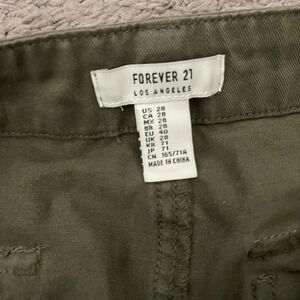 FOREVER 21
LOS ANGELES
US 28
CA 28
MX 28
BR 28
EU 40
UK 28
KR 71
JP 71
CN 165/71A
MADE IN CHINA